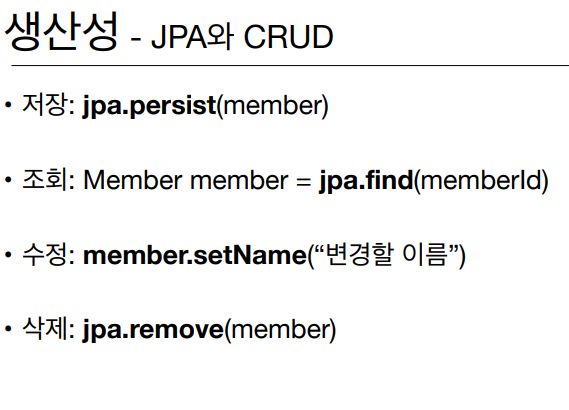 생산성 - JPA와 CRUD
• 저장: jpa.persist(member)
• 조회: Member member = jpa.find(memberId)
• 수정: member.setName(“변경할 이름”)
• 삭제: jpa.remove(member)